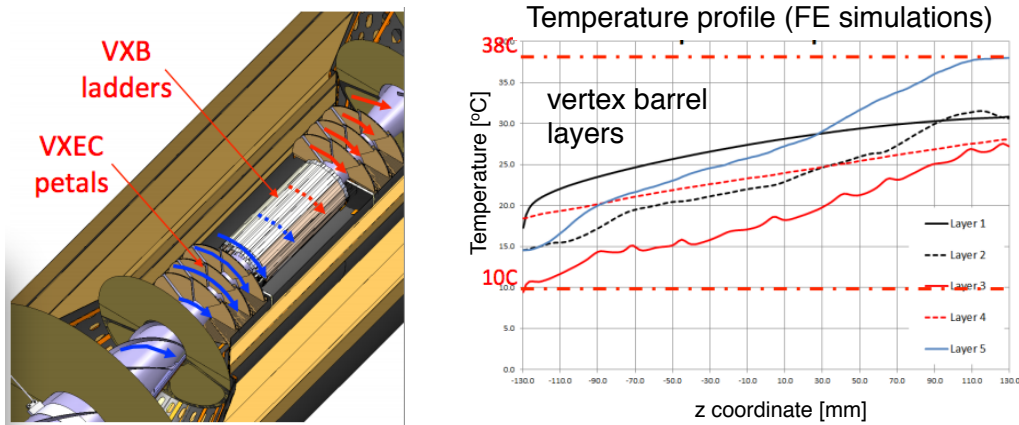 VXB
ladders
VXEC
petals
Temperature profile (FE simulations)
38C
35.0
vertex barrel
layers
30.0
25.0
20.0
15.0
10C
10.0
5.0
0.0
Temperature [ºC]
Layer 1
Layer 2
Layer 3
Layer 4
Layer 5
-130.0 -110.0 -90.0 -70.0 -50.0 -30.0 -10.0 10.0 30.0 50.0 70.0 90.0 110.0 130.0
z coordinate [mm]